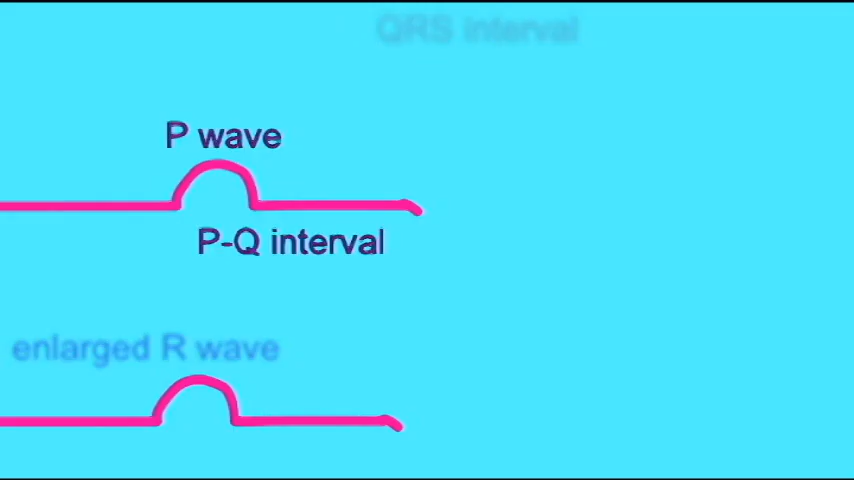 QRS interval
P wave
P-Q interval
enlarged R wave